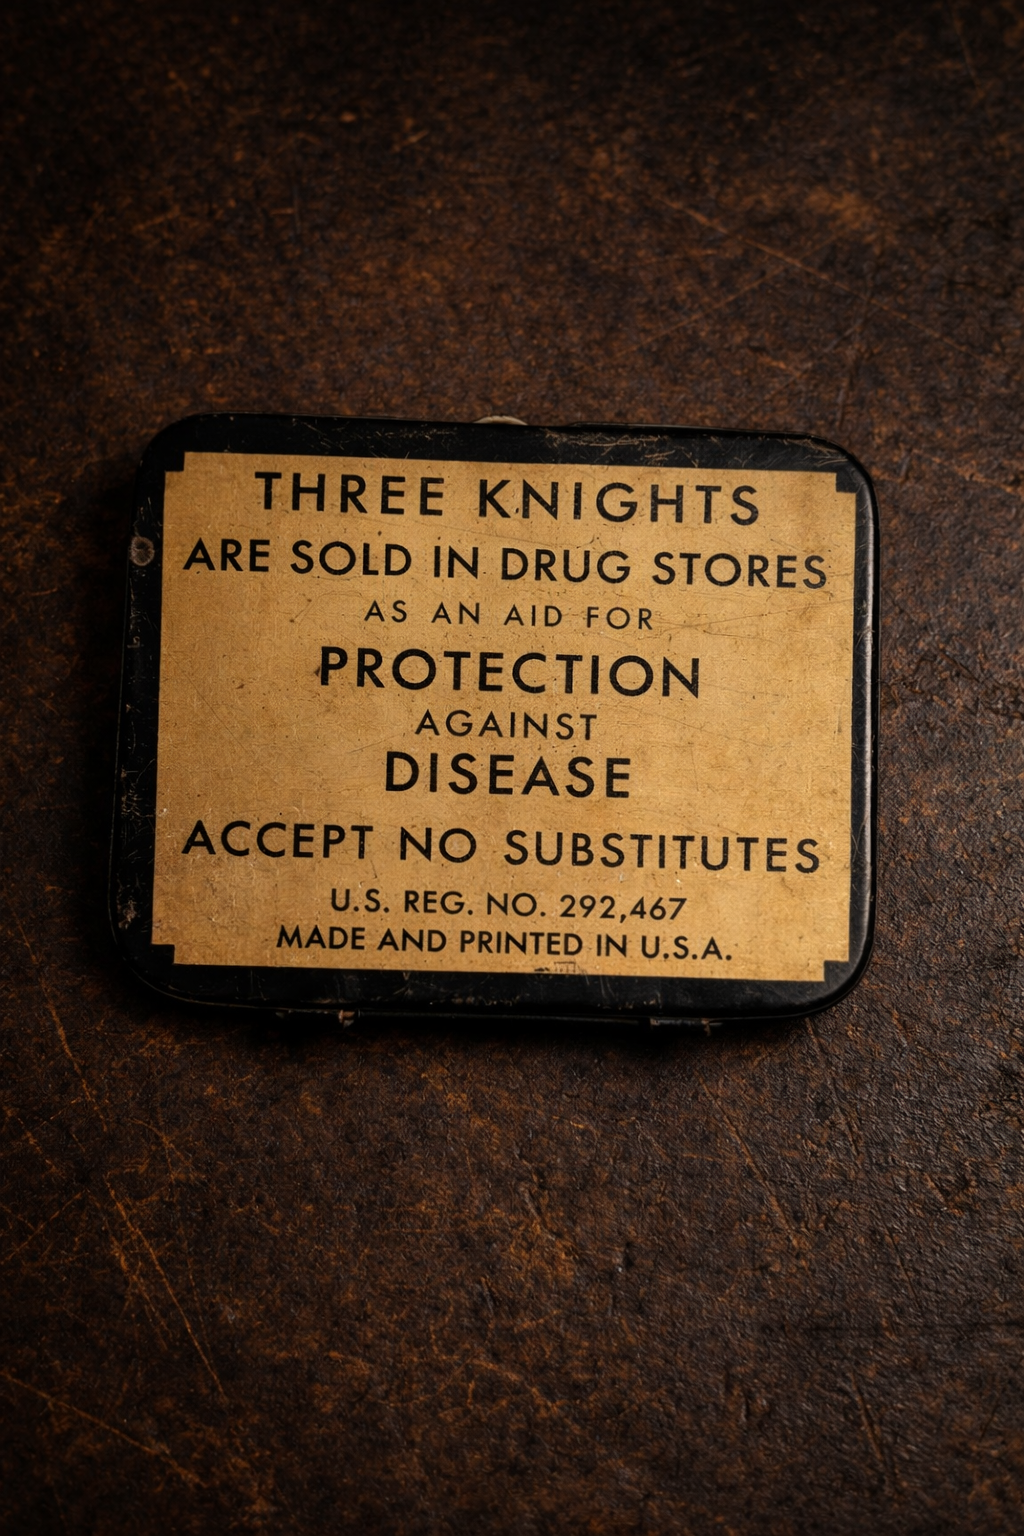 THREE KNIGHTS
ARE SOLD IN DRUG STORES
AS AN AID FOR
PROTECTION
AGAINST
DISEASE
ACCEPT NO SUBSTITUTES
U.S. REG. NO. 292,467
MADE AND PRINTED IN U.S.A.